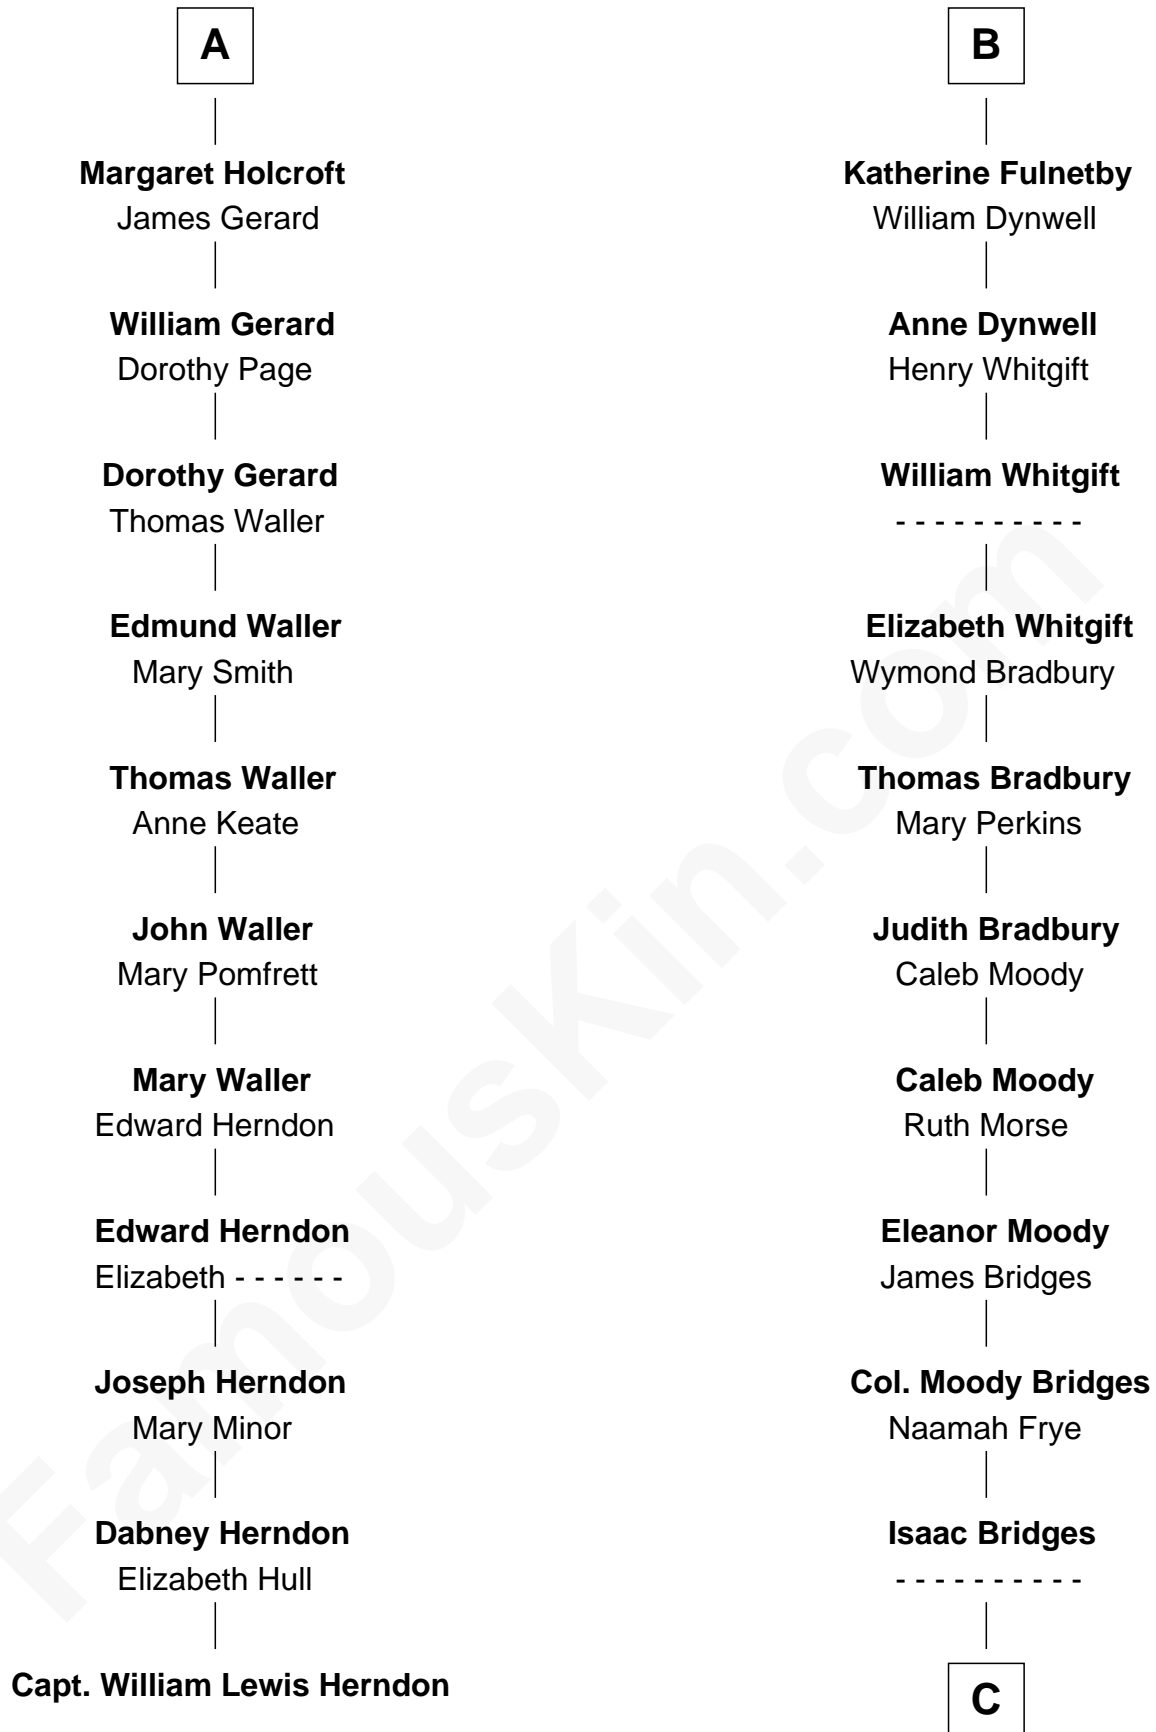 A
Margaret Holcroft
James Gerard
William Gerard
Dorothy Page
Dorothy Gerard
Thomas Waller
Edmund Waller
Mary Smith
Thomas Waller
Anne Keate
John Waller
Mary Pomfrett
Mary Waller
Edward Herndon
Edward Herndon
Elizabeth - - - - - -
Joseph Herndon
Mary Minor
Dabney Herndon
Elizabeth Hull
Capt. William Lewis Herndon
B
Katherine Fulnetby
William Dynwell
Anne Dynwell
Henry Whitgift
William Whitgift
- - - - - - - - - -
Elizabeth Whitgift
Wymond Bradbury
Thomas Bradbury
Mary Perkins
Judith Bradbury
Caleb Moody
Caleb Moody
Ruth Morse
Eleanor Moody
James Bridges
Col. Moody Bridges
Naamah Frye
Isaac Bridges
- - - - - - - - - -
C
FamousKin.com